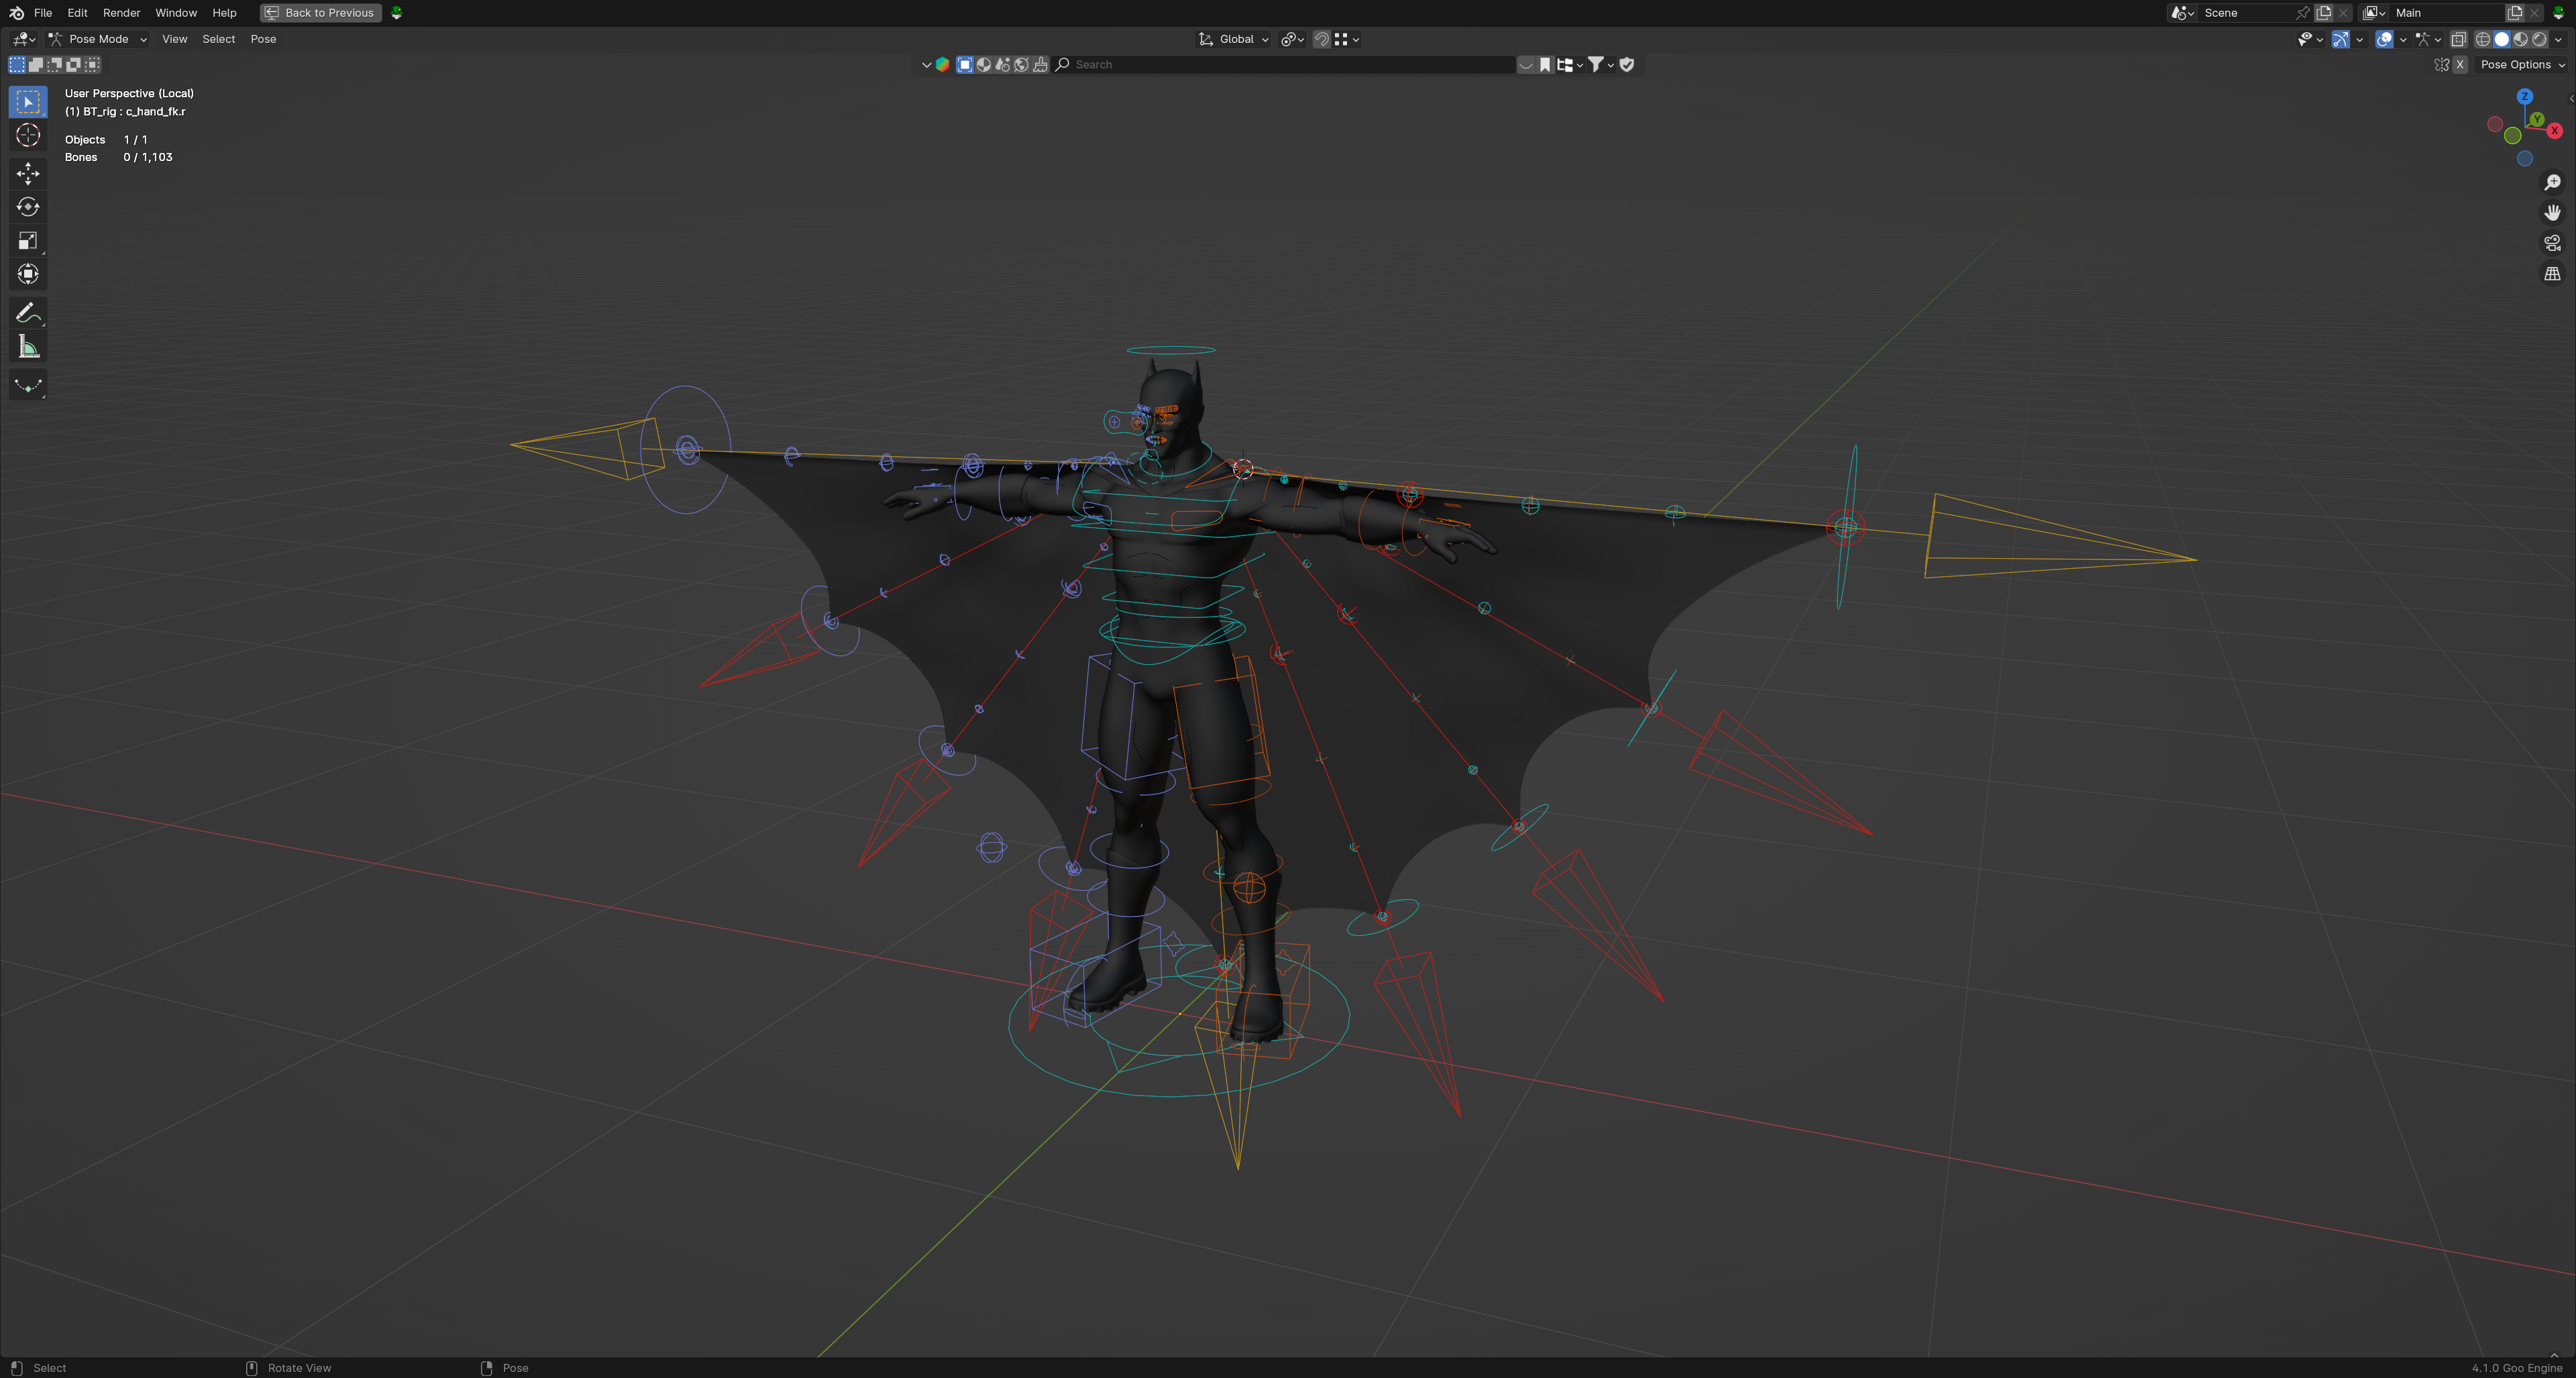 File Edit Render Window Help Back to Previous Scene Main
Pose Mode View Select Pose Global
Search X Pose Options
User Perspective (Local)
(1) BT_rig : c_hand_fk.r
Objects 1 / 1
Bones 0 / 1,103
Z
Y
X
Select Rotate View Pose 4.1.0 Goo Engine